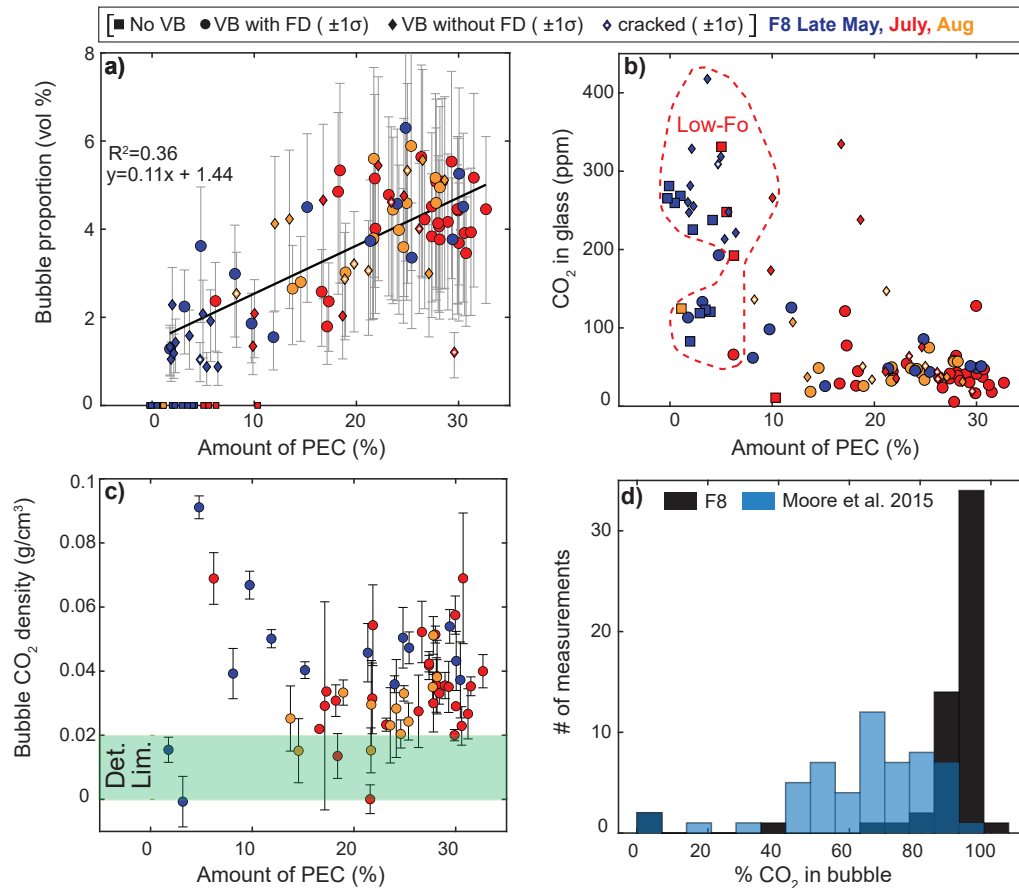 No VB VB with FD ( ±1σ) VB without FD ( ±1σ) cracked ( ±1σ) F8 Late May, July, Aug
a)
R²=0.36
y=0.11x + 1.44
Bubble proportion (vol %)
8
6
4
2
0
0 10 20 30
Amount of PEC (%)
b)
Low-Fo
CO₂ in glass (ppm)
400
300
200
100
0
0 10 20 30
Amount of PEC (%)
c)
Bubble CO₂ density (g/cm³)
0.1
0.08
0.06
0.04
0.02
0
Det.
Lim.
0 10 20 30
Amount of PEC (%)
d)
F8 Moore et al. 2015
# of measurements
30
20
10
0
0 20 40 60 80 100
% CO₂ in bubble